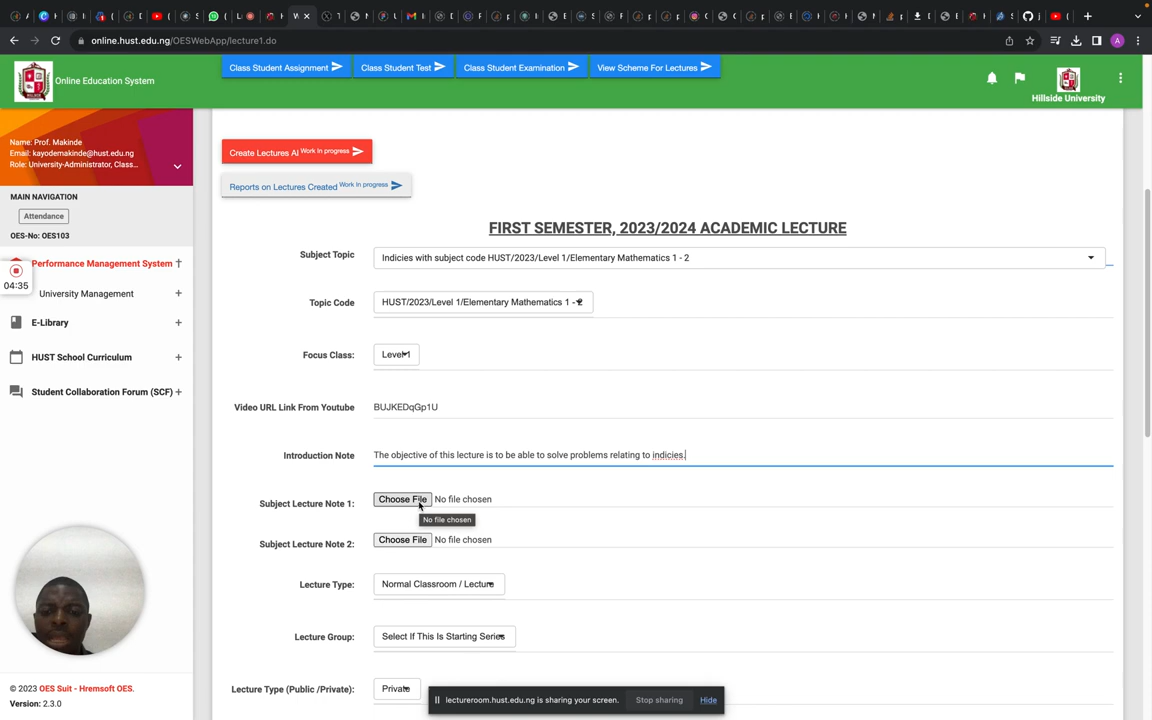 online.hust.edu.ng/OESWebApp/lecture1.do
Online Education System
Class Student Assignment
Class Student Test
Class Student Examination
View Scheme For Lectures
Hillside University
Name: Prof. Makinde
Email: kayodemakinde@hust.edu.ng
Role: University-Administrator, Class...
MAIN NAVIGATION
Attendance
OES-No: OES103
Performance Management System
04:35
University Management
E-Library
HUST School Curriculum
Student Collaboration Forum (SCF)
© 2023 OES Suit - Hremsoft OES.
Version: 2.3.0
Create Lectures AI Work In progress
Reports on Lectures Created Work In progress
FIRST SEMESTER, 2023/2024 ACADEMIC LECTURE
Subject Topic
Indicies with subject code HUST/2023/Level 1/Elementary Mathematics 1 - 2
Topic Code
HUST/2023/Level 1/Elementary Mathematics 1 - 2
Focus Class:
Level 1
Video URL Link From Youtube
BUJKEDqGp1U
Introduction Note
The objective of this lecture is to be able to solve problems relating to indicies.
Subject Lecture Note 1:
Choose File No file chosen
No file chosen
Subject Lecture Note 2:
Choose File No file chosen
Lecture Type:
Normal Classroom / Lecture
Lecture Group:
Select If This Is Starting Series
Lecture Type (Public /Private):
Private
lectureroom.hust.edu.ng is sharing your screen.
Stop sharing
Hide